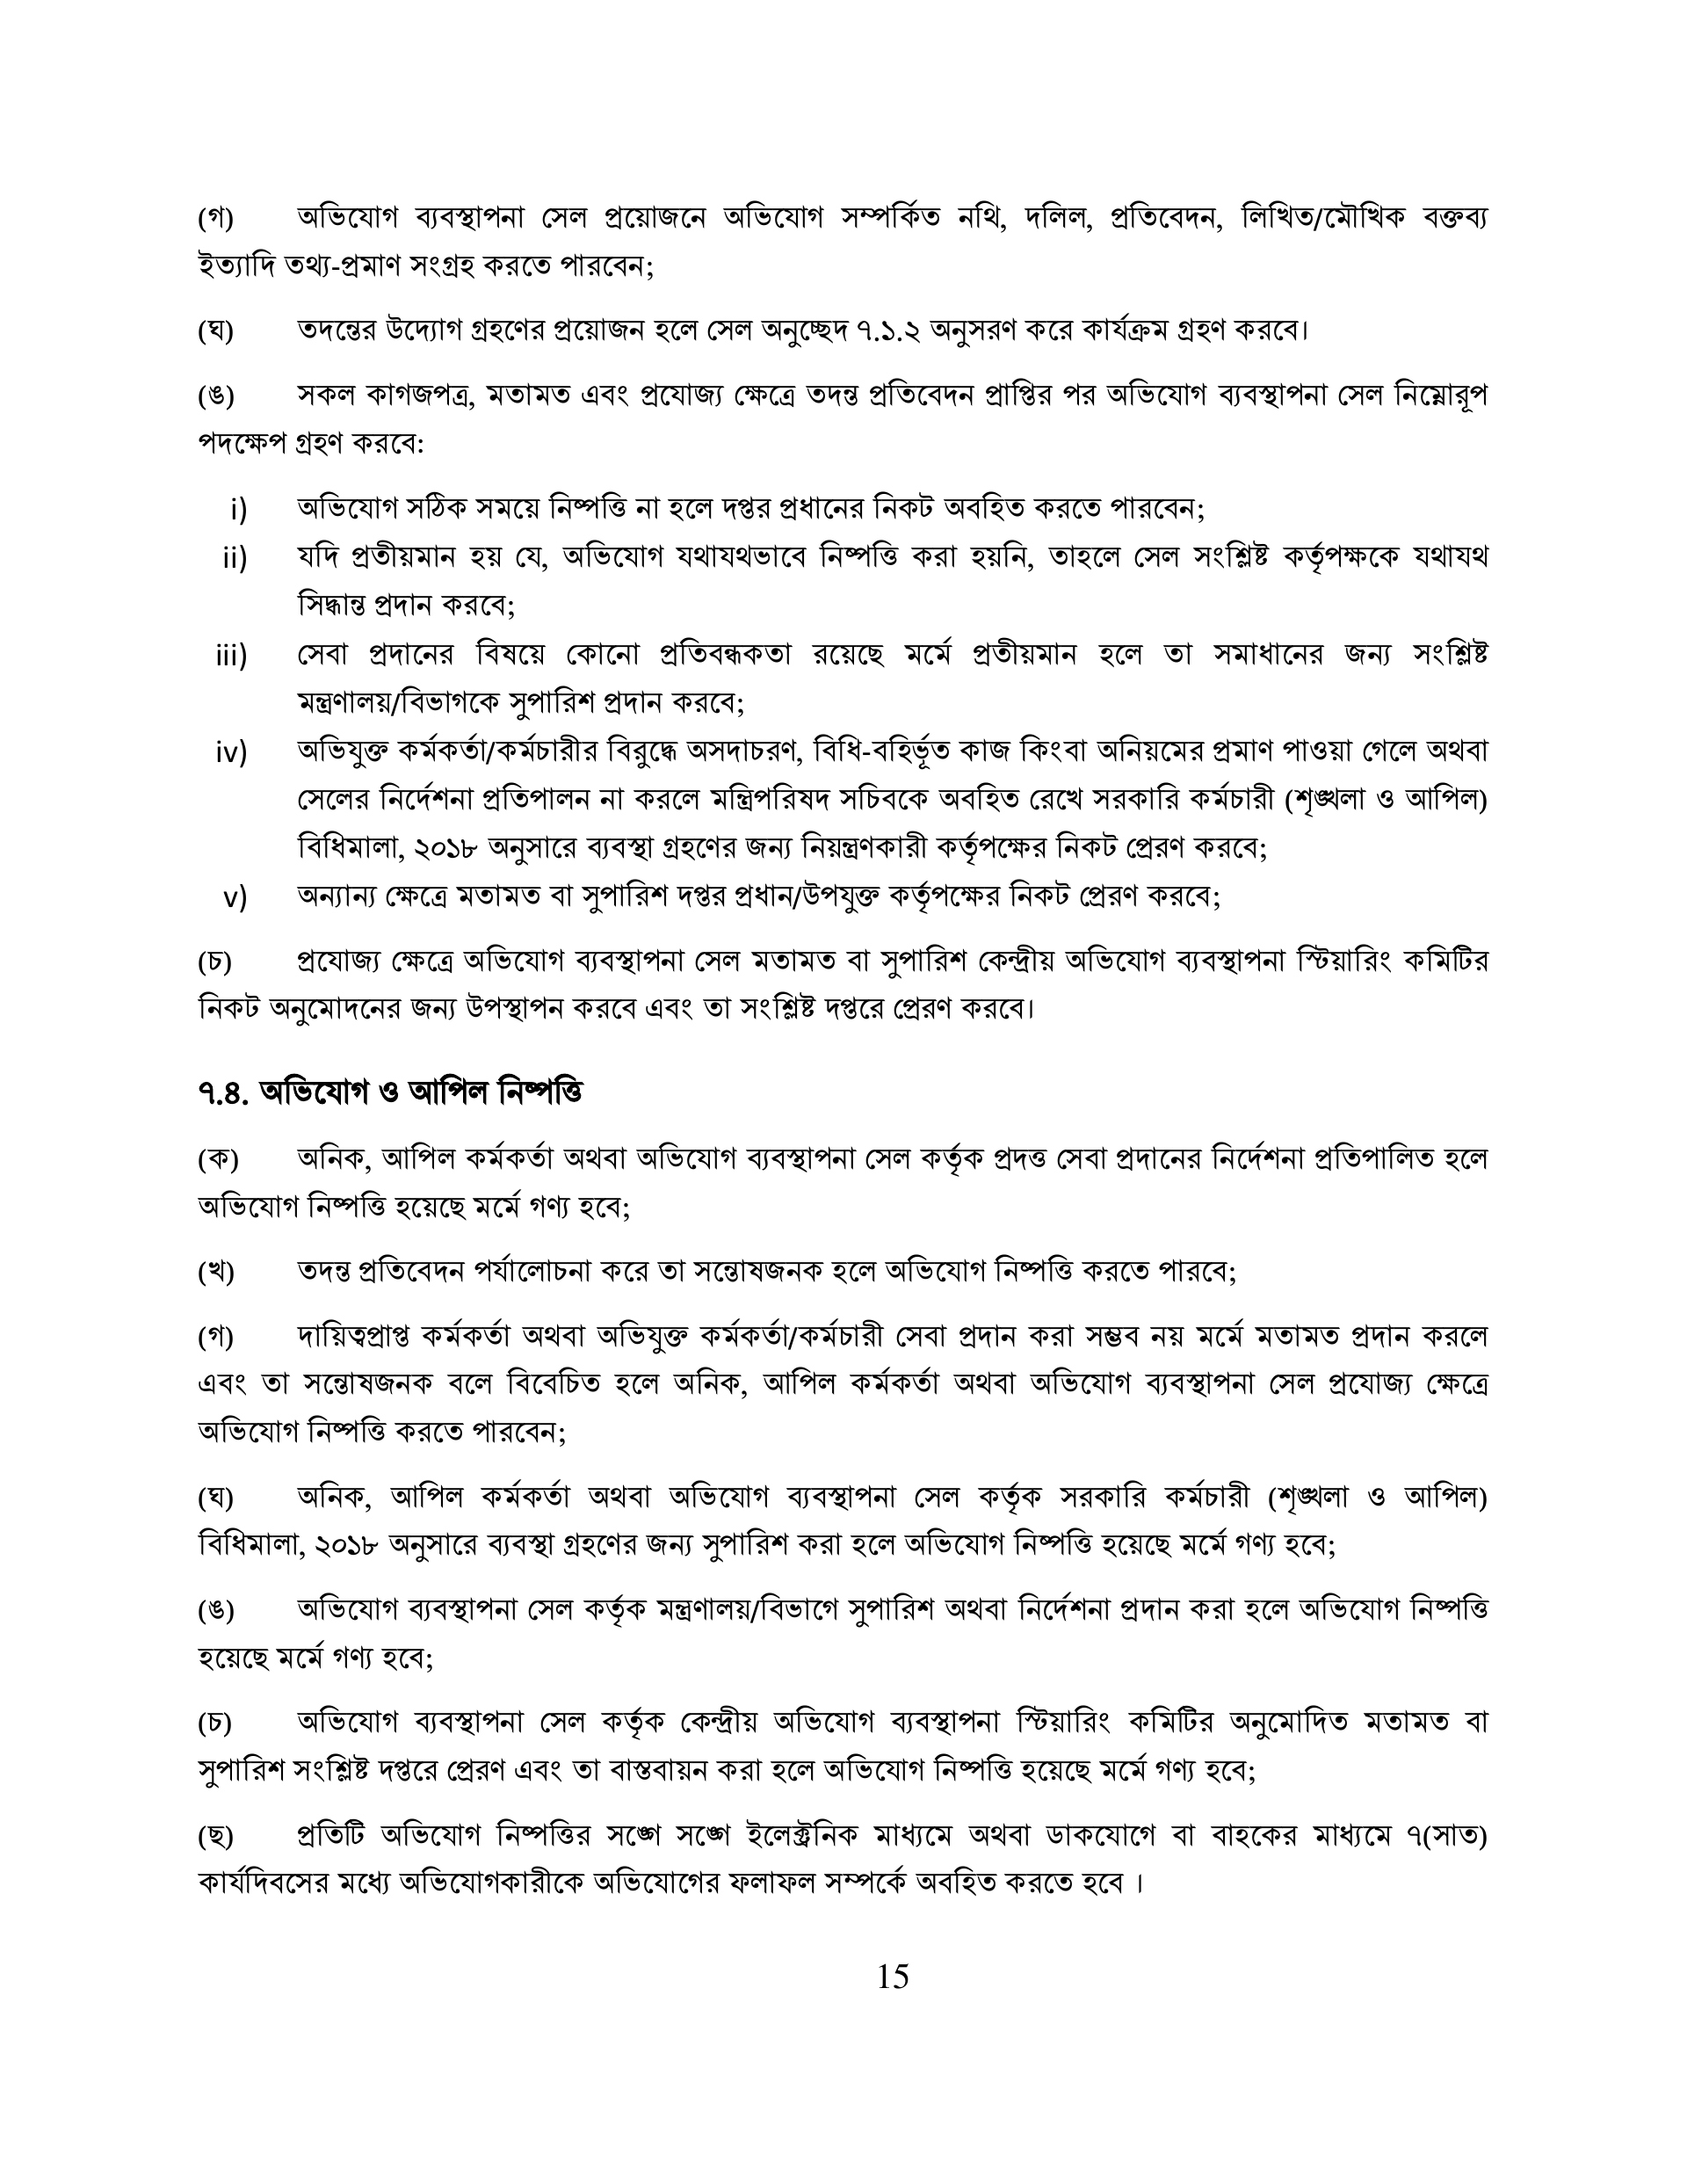 (গ) অভিযোগ ব্যবস্থাপনা সেল প্রয়োজনে অভিযোগ সম্পর্কিত নথি, দলিল, প্রতিবেদন, লিখিত/মৌখিক বক্তব্য
ইত্যাদি তথ্য-প্রমাণ সংগ্রহ করতে পারবেন;
(ঘ) তদন্তের উদ্যোগ গ্রহণের প্রয়োজন হলে সেল অনুচ্ছেদ ৭.১.২ অনুসরণ করে কার্যক্রম গ্রহণ করবে।
(ঙ) সকল কাগজপত্র, মতামত এবং প্রযোজ্য ক্ষেত্রে তদন্ত প্রতিবেদন প্রাপ্তির পর অভিযোগ ব্যবস্থাপনা সেল নিম্নোরূপ
পদক্ষেপ গ্রহণ করবে:
i) অভিযোগ সঠিক সময়ে নিষ্পত্তি না হলে দপ্তর প্রধানের নিকট অবহিত করতে পারবেন;
ii) যদি প্রতীয়মান হয় যে, অভিযোগ যথাযথভাবে নিষ্পত্তি করা হয়নি, তাহলে সেল সংশ্লিষ্ট কর্তৃপক্ষকে যথাযথ
সিদ্ধান্ত প্রদান করবে;
iii) সেবা প্রদানের বিষয়ে কোনো প্রতিবন্ধকতা রয়েছে মর্মে প্রতীয়মান হলে তা সমাধানের জন্য সংশ্লিষ্ট
মন্ত্রণালয়/বিভাগকে সুপারিশ প্রদান করবে;
iv) অভিযুক্ত কর্মকর্তা/কর্মচারীর বিরুদ্ধে অসদাচরণ, বিধি-বহির্ভূত কাজ কিংবা অনিয়মের প্রমাণ পাওয়া গেলে অথবা
সেলের নির্দেশনা প্রতিপালন না করলে মন্ত্রিপরিষদ সচিবকে অবহিত রেখে সরকারি কর্মচারী (শৃঙ্খলা ও আপিল)
বিধিমালা, ২০১৮ অনুসারে ব্যবস্থা গ্রহণের জন্য নিয়ন্ত্রণকারী কর্তৃপক্ষের নিকট প্রেরণ করবে;
v) অন্যান্য ক্ষেত্রে মতামত বা সুপারিশ দপ্তর প্রধান/উপযুক্ত কর্তৃপক্ষের নিকট প্রেরণ করবে;
(চ) প্রযোজ্য ক্ষেত্রে অভিযোগ ব্যবস্থাপনা সেল মতামত বা সুপারিশ কেন্দ্রীয় অভিযোগ ব্যবস্থাপনা স্টিয়ারিং কমিটির
নিকট অনুমোদনের জন্য উপস্থাপন করবে এবং তা সংশ্লিষ্ট দপ্তরে প্রেরণ করবে।
৭.৪. অভিযোগ ও আপিল নিষ্পত্তি
(ক) অনিক, আপিল কর্মকর্তা অথবা অভিযোগ ব্যবস্থাপনা সেল কর্তৃক প্রদত্ত সেবা প্রদানের নির্দেশনা প্রতিপালিত হলে
অভিযোগ নিষ্পত্তি হয়েছে মর্মে গণ্য হবে;
(খ) তদন্ত প্রতিবেদন পর্যালোচনা করে তা সন্তোষজনক হলে অভিযোগ নিষ্পত্তি করতে পারবে;
(গ) দায়িত্বপ্রাপ্ত কর্মকর্তা অথবা অভিযুক্ত কর্মকর্তা/কর্মচারী সেবা প্রদান করা সম্ভব নয় মর্মে মতামত প্রদান করলে
এবং তা সন্তোষজনক বলে বিবেচিত হলে অনিক, আপিল কর্মকর্তা অথবা অভিযোগ ব্যবস্থাপনা সেল প্রযোজ্য ক্ষেত্রে
অভিযোগ নিষ্পত্তি করতে পারবেন;
(ঘ) অনিক, আপিল কর্মকর্তা অথবা অভিযোগ ব্যবস্থাপনা সেল কর্তৃক সরকারি কর্মচারী (শৃঙ্খলা ও আপিল)
বিধিমালা, ২০১৮ অনুসারে ব্যবস্থা গ্রহণের জন্য সুপারিশ করা হলে অভিযোগ নিষ্পত্তি হয়েছে মর্মে গণ্য হবে;
(ঙ) অভিযোগ ব্যবস্থাপনা সেল কর্তৃক মন্ত্রণালয়/বিভাগে সুপারিশ অথবা নির্দেশনা প্রদান করা হলে অভিযোগ নিষ্পত্তি
হয়েছে মর্মে গণ্য হবে;
(চ) অভিযোগ ব্যবস্থাপনা সেল কর্তৃক কেন্দ্রীয় অভিযোগ ব্যবস্থাপনা স্টিয়ারিং কমিটির অনুমোদিত মতামত বা
সুপারিশ সংশ্লিষ্ট দপ্তরে প্রেরণ এবং তা বাস্তবায়ন করা হলে অভিযোগ নিষ্পত্তি হয়েছে মর্মে গণ্য হবে;
(ছ) প্রতিটি অভিযোগ নিষ্পত্তির সঙ্গে সঙ্গে ইলেক্ট্রনিক মাধ্যমে অথবা ডাকযোগে বা বাহকের মাধ্যমে ৭(সাত)
কার্যদিবসের মধ্যে অভিযোগকারীকে অভিযোগের ফলাফল সম্পর্কে অবহিত করতে হবে ।
15